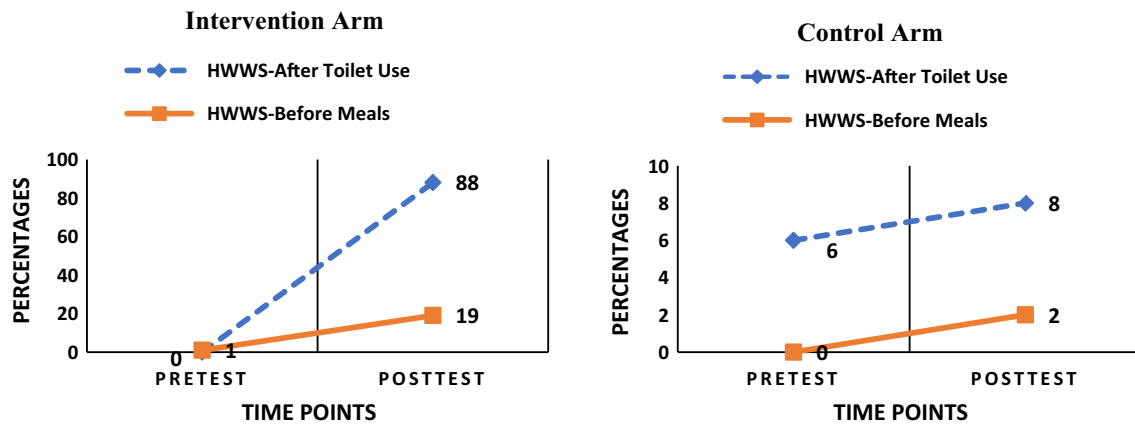 Intervention Arm
HWWS-After Toilet Use
HWWS-Before Meals
PERCENTAGES
100
80
60
40
20
0
88
19
0
1
PRETEST
POSTTEST
TIME POINTS
Control Arm
HWWS-After Toilet Use
HWWS-Before Meals
PERCENTAGES
10
8
6
4
2
0
8
6
2
0
PRETEST
POSTTEST
TIME POINTS